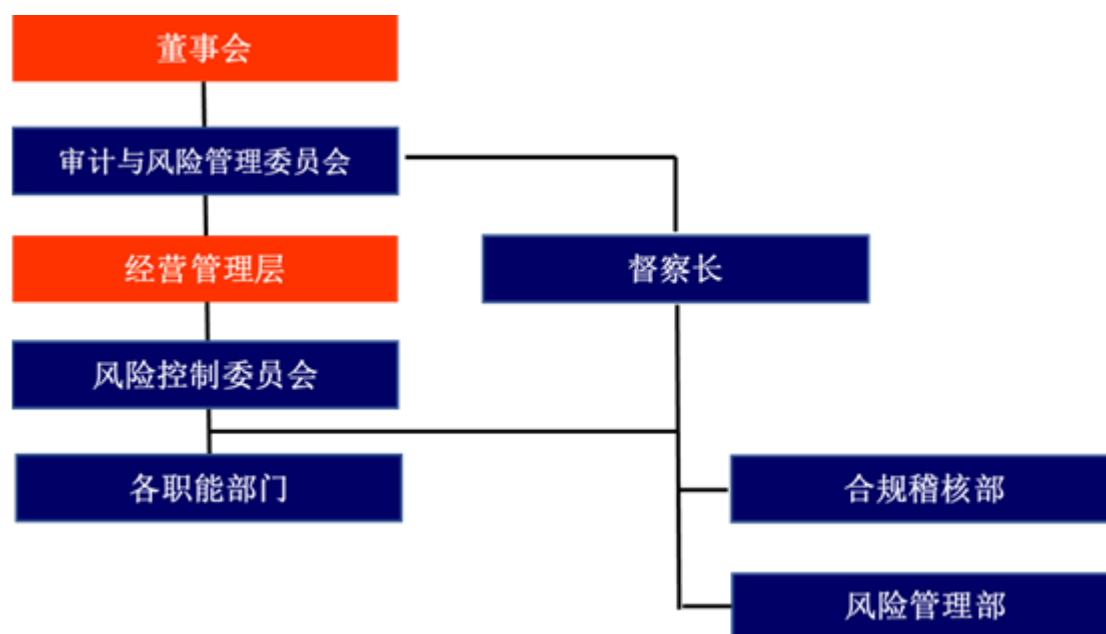 董事会
审计与风险管理委员会
经营管理层
督察长
风险控制委员会
各职能部门
合规稽核部
风险管理部